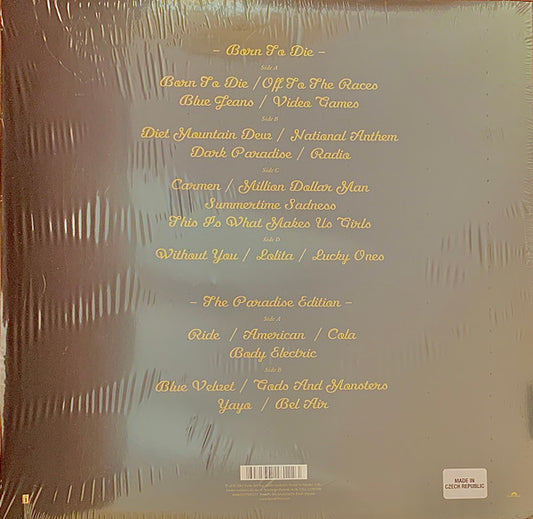 – Born To Die –
Side A
Born To Die / Off To The Races
Blue Jeans / Video Games
Side B
Diet Mountain Dew / National Anthem
Dark Paradise / Radio
Side C
Carmen / Million Dollar Man
Summertime Sadness
This Is What Makes Us Girls
Side D
Without You / Lolita / Lucky Ones
– The Paradise Edition –
Side A
Ride / American / Cola
Body Electric
Side B
Blue Velvet / Gods And Monsters
Yayo / Bel Air
MADE IN
CZECH REPUBLIC